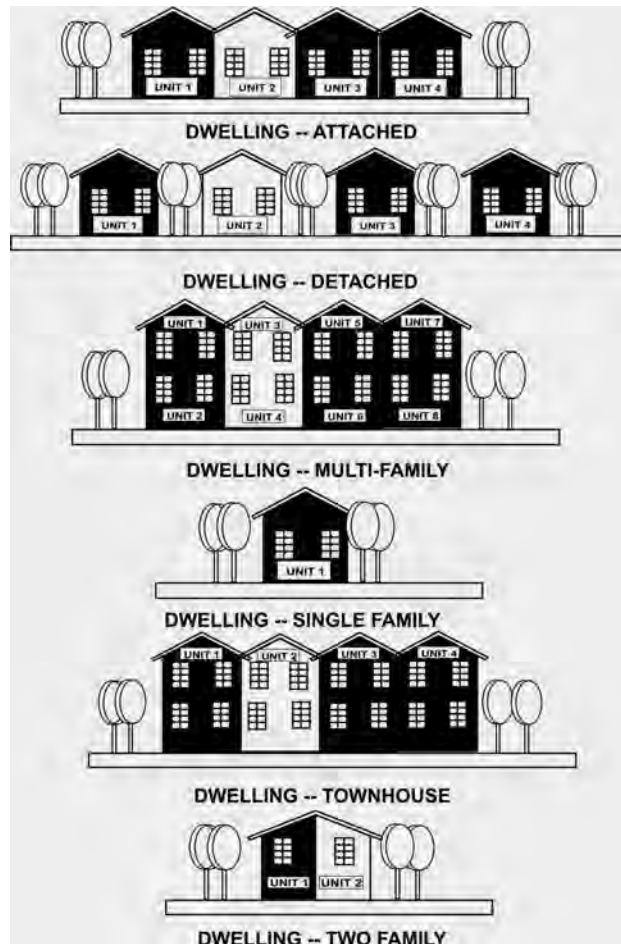 UNIT 1 UNIT 2 UNIT 3 UNIT 4
DWELLING -- ATTACHED
UNIT 1 UNIT 2 UNIT 3 UNIT 4
DWELLING -- DETACHED
UNIT 1 UNIT 3 UNIT 5 UNIT 7
UNIT 2 UNIT 4 UNIT 6 UNIT 8
DWELLING -- MULTI-FAMILY
UNIT 1
DWELLING -- SINGLE FAMILY
UNIT 1 UNIT 2 UNIT 3 UNIT 4
DWELLING -- TOWNHOUSE
UNIT 1 UNIT 2
DWELLING -- TWO FAMILY